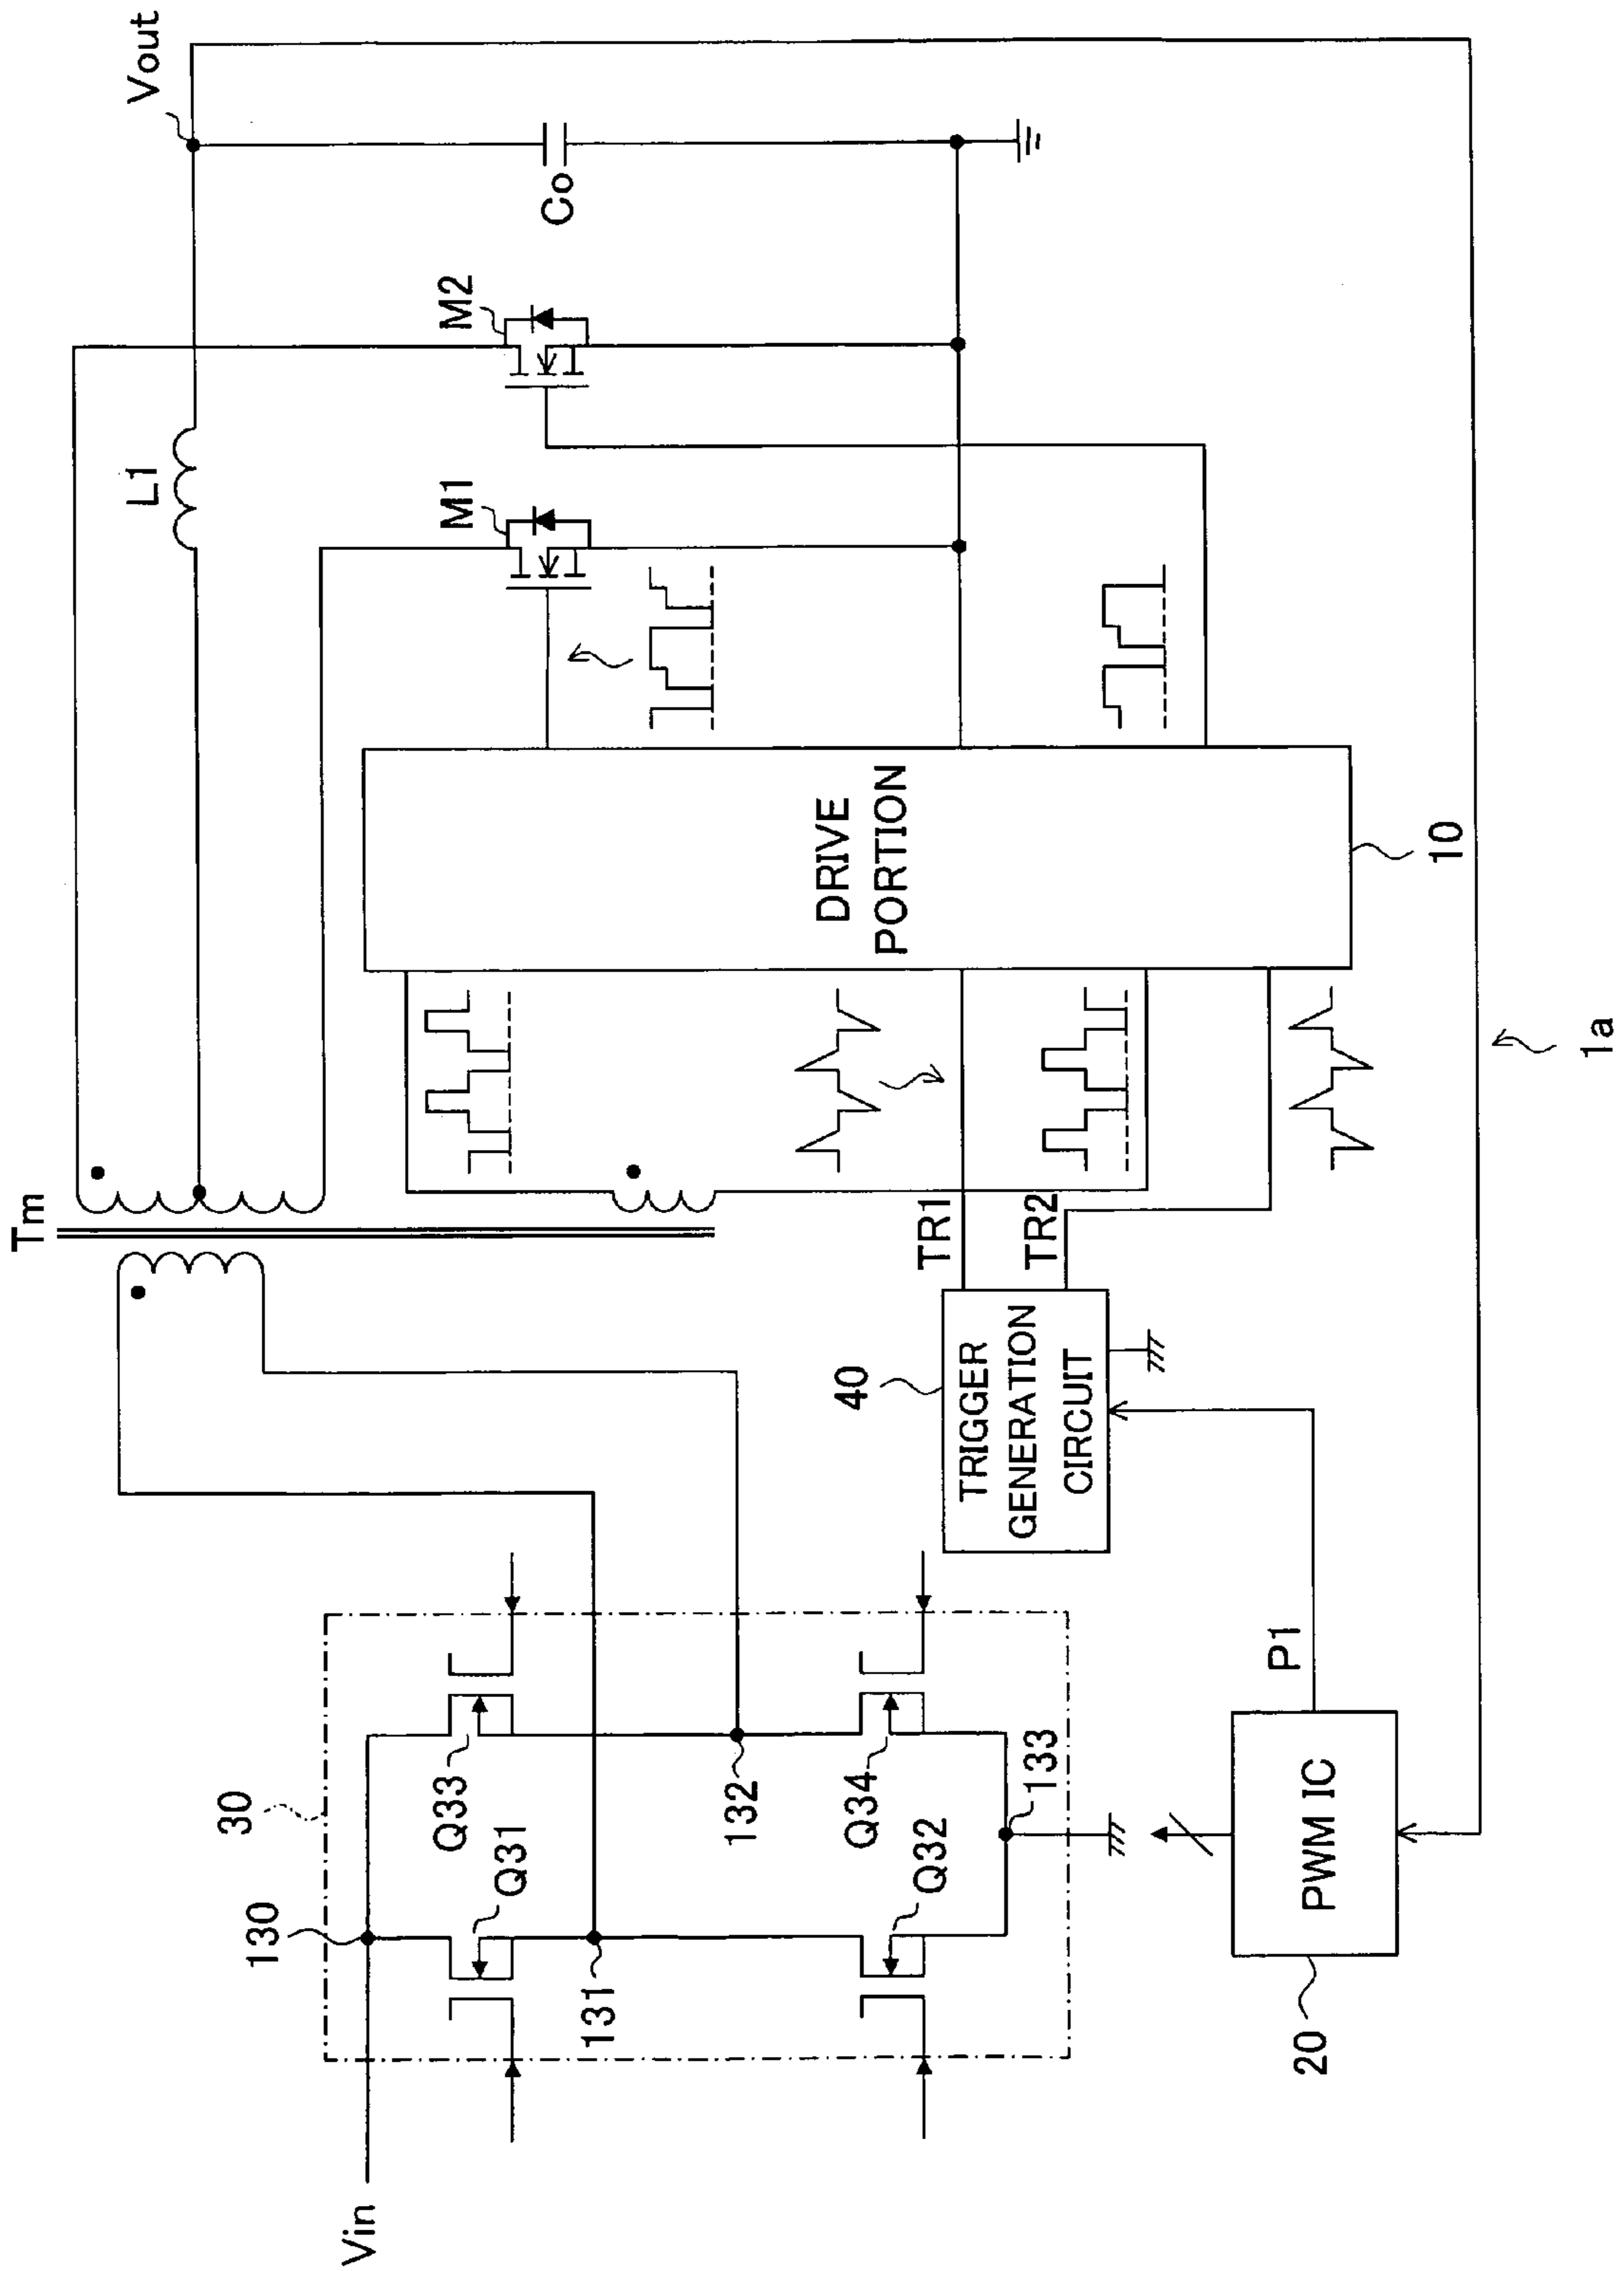 Tm
L1
Vout
M1
M2
Co
30
130
Q33
Q31
131
132
Q34
Q32
133
Vin
40
TRIGGER
GENERATION
CIRCUIT
TR1
TR2
DRIVE
PORTION
10
P1
PWM IC
20
1a